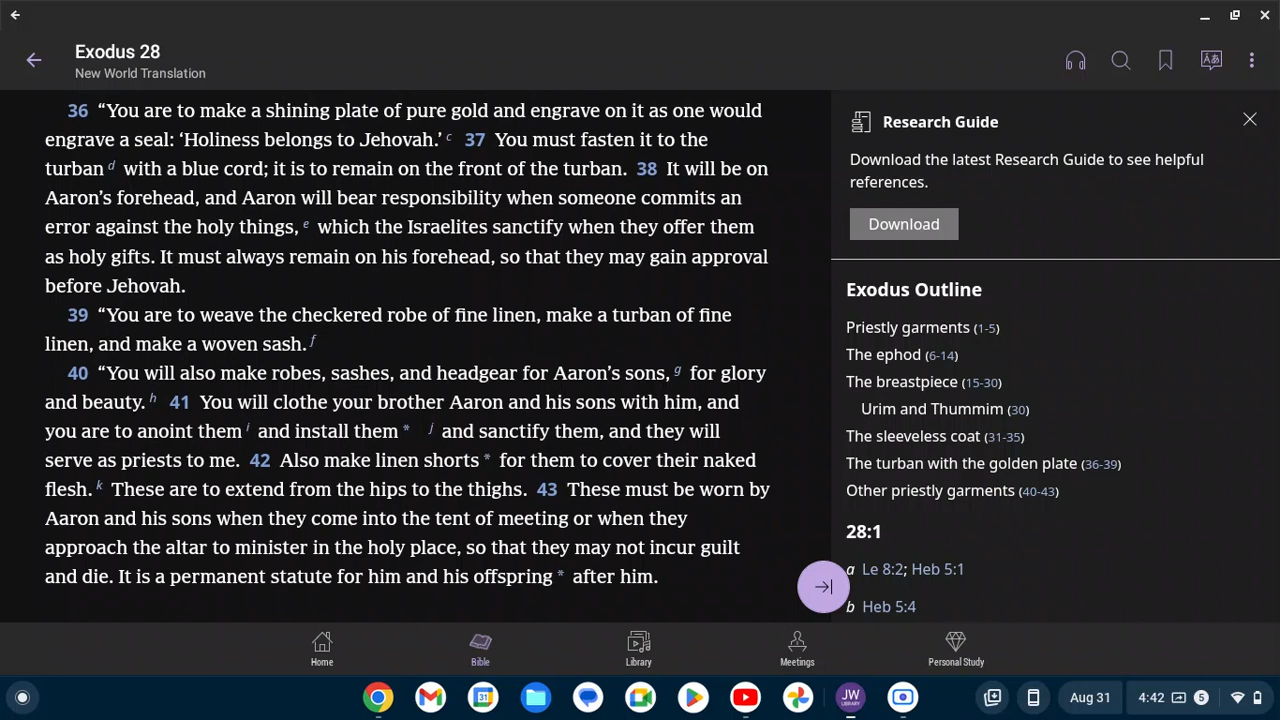 Exodus 28
New World Translation
36 “You are to make a shining plate of pure gold and engrave on it as one would
engrave a seal: ‘Holiness belongs to Jehovah.’ c 37 You must fasten it to the
turban d with a blue cord; it is to remain on the front of the turban. 38 It will be on
Aaron’s forehead, and Aaron will bear responsibility when someone commits an
error against the holy things, e which the Israelites sanctify when they offer them
as holy gifts. It must always remain on his forehead, so that they may gain approval
before Jehovah.
39 “You are to weave the checkered robe of fine linen, make a turban of fine
linen, and make a woven sash. f
40 “You will also make robes, sashes, and headgear for Aaron’s sons, g for glory
and beauty. h 41 You will clothe your brother Aaron and his sons with him, and
you are to anoint them i and install them * j and sanctify them, and they will
serve as priests to me. 42 Also make linen shorts * for them to cover their naked
flesh. k These are to extend from the hips to the thighs. 43 These must be worn by
Aaron and his sons when they come into the tent of meeting or when they
approach the altar to minister in the holy place, so that they may not incur guilt
and die. It is a permanent statute for him and his offspring * after him.
Research Guide
Download the latest Research Guide to see helpful
references.
Download
Exodus Outline
Priestly garments (1-5)
The ephod (6-14)
The breastpiece (15-30)
Urim and Thummim (30)
The sleeveless coat (31-35)
The turban with the golden plate (36-39)
Other priestly garments (40-43)
28:1
a Le 8:2; Heb 5:1
b Heb 5:4
Home
Bible
Library
Meetings
Personal Study
31
JW
LIBRARY
Aug 31
4:42
5